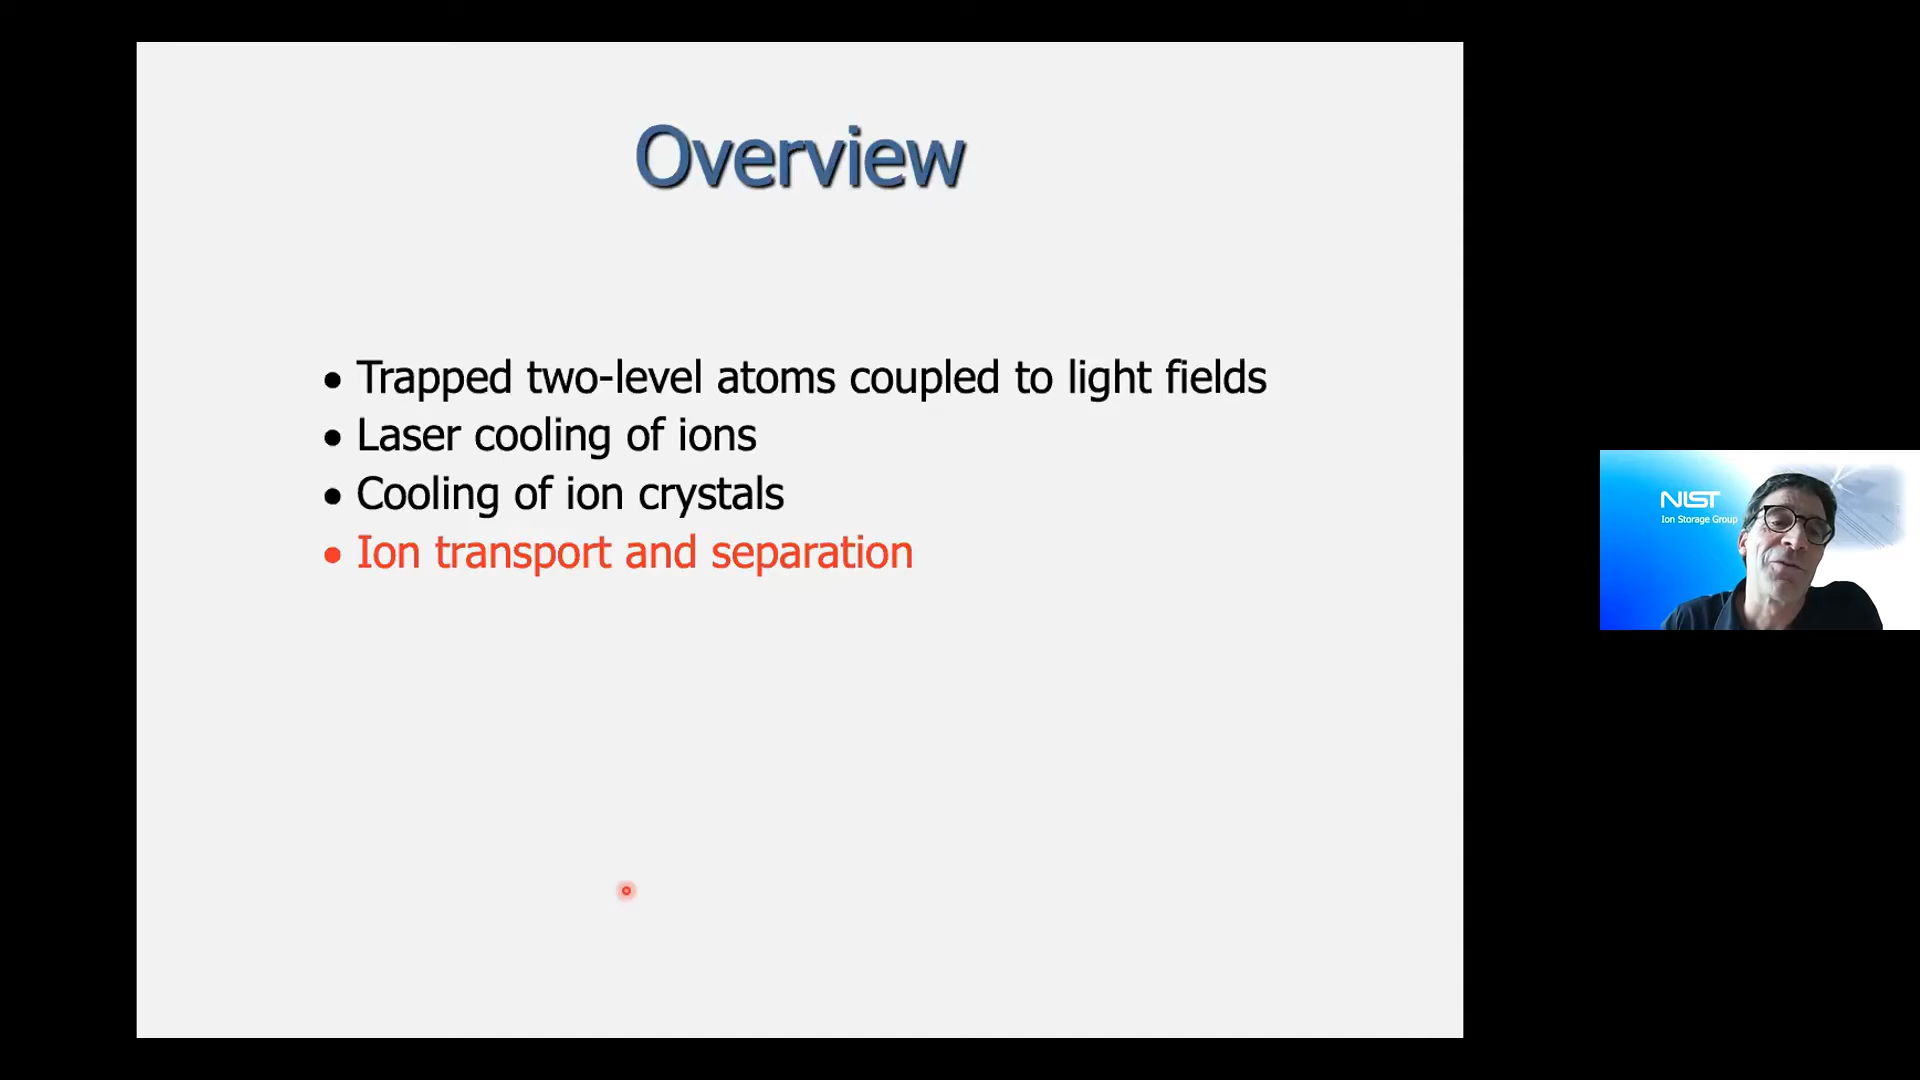 Overview
• Trapped two-level atoms coupled to light fields
• Laser cooling of ions
• Cooling of ion crystals
• Ion transport and separation
NIST
Ion Storage Group